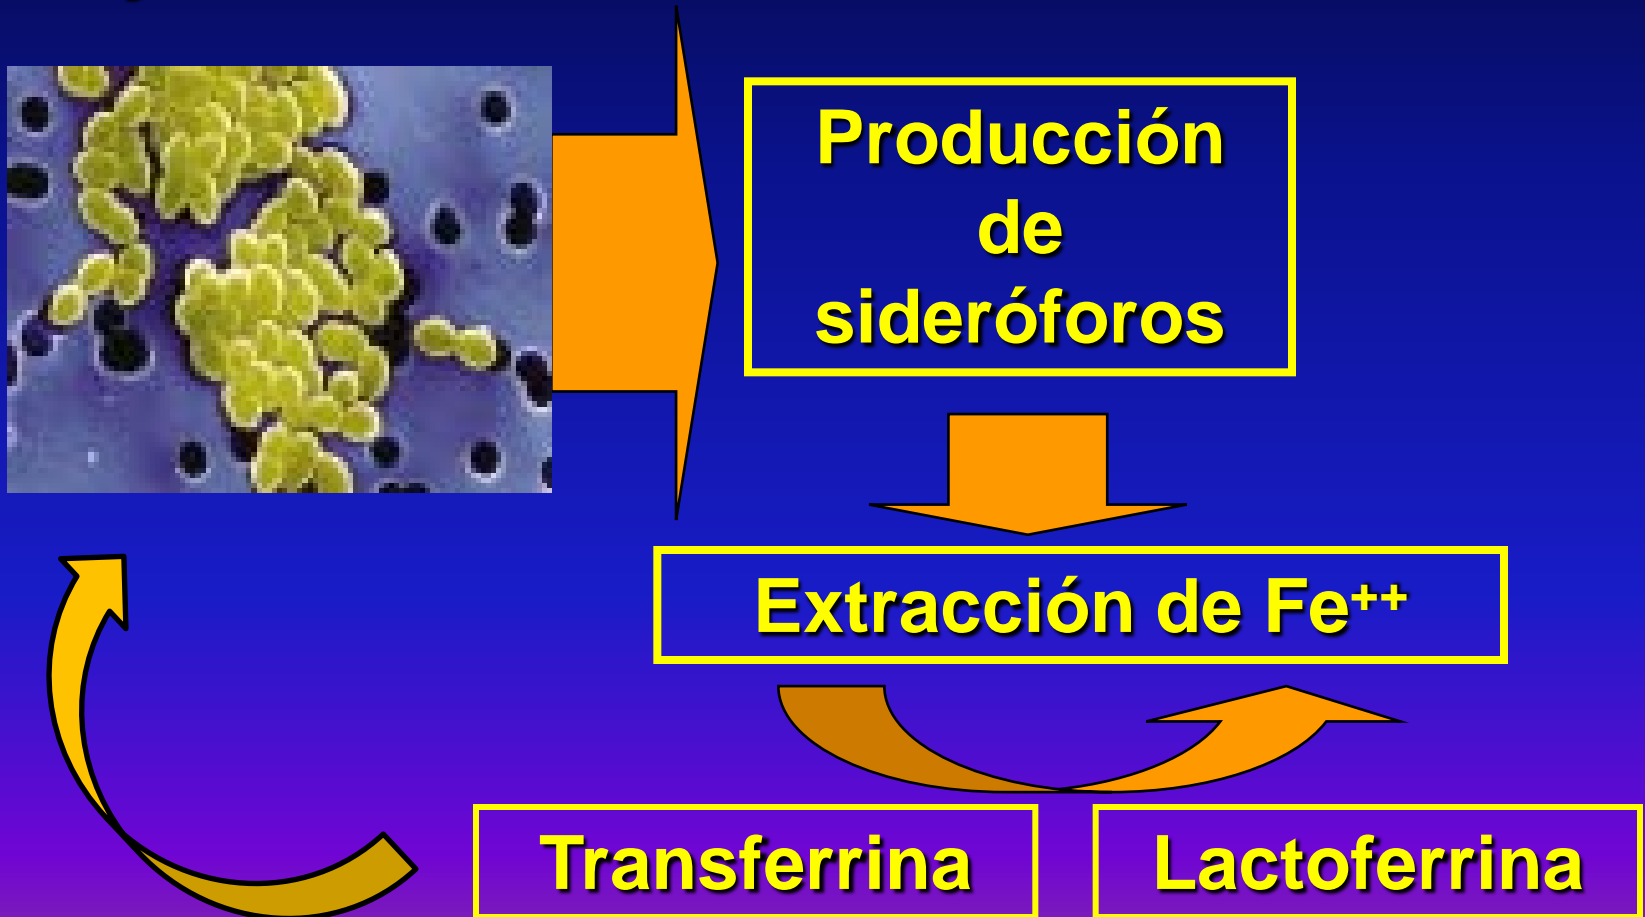 Producción
de
sideróforos
Extracción de Fe⁺⁺
Transferrina
Lactoferrina